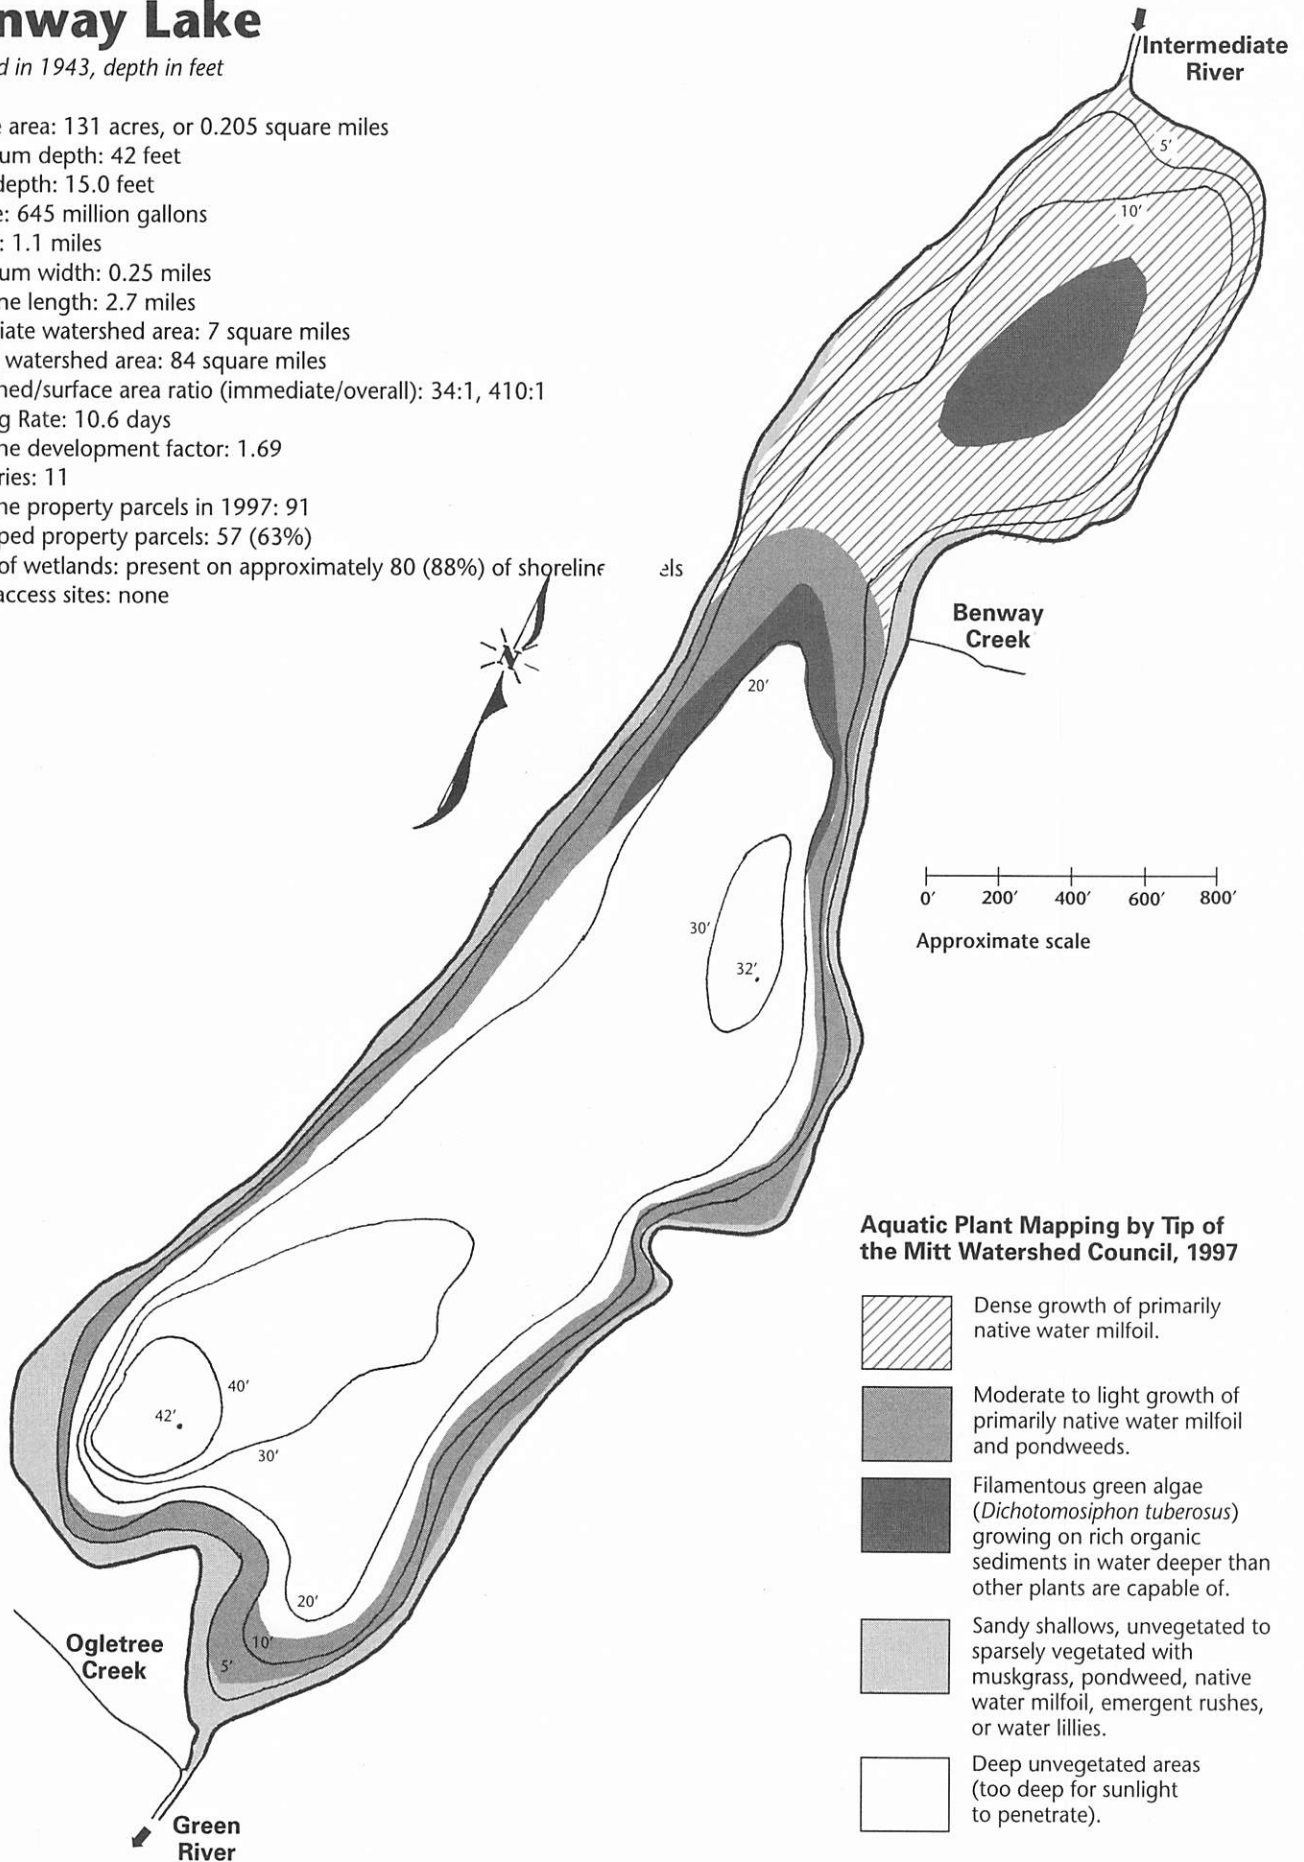 nway Lake
d in 1943, depth in feet
e area: 131 acres, or 0.205 square miles
um depth: 42 feet
depth: 15.0 feet
e: 645 million gallons
: 1.1 miles
um width: 0.25 miles
ne length: 2.7 miles
iate watershed area: 7 square miles
watershed area: 84 square miles
hed/surface area ratio (immediate/overall): 34:1, 410:1
g Rate: 10.6 days
ne development factor: 1.69
ries: 11
ne property parcels in 1997: 91
ped property parcels: 57 (63%)
of wetlands: present on approximately 80 (88%) of shoreline els
access sites: none
Intermediate
River
5'
10'
N
Benway
Creek
20'
0' 200' 400' 600' 800'
Approximate scale
30'
32'
40'
42'
30'
20'
10'
5'
Ogletree
Creek
Green
River
Aquatic Plant Mapping by Tip of
the Mitt Watershed Council, 1997
Dense growth of primarily
native water milfoil.
Moderate to light growth of
primarily native water milfoil
and pondweeds.
Filamentous green algae
(Dichotomosiphon tuberosus)
growing on rich organic
sediments in water deeper than
other plants are capable of.
Sandy shallows, unvegetated to
sparsely vegetated with
muskgrass, pondweed, native
water milfoil, emergent rushes,
or water lillies.
Deep unvegetated areas
(too deep for sunlight
to penetrate).